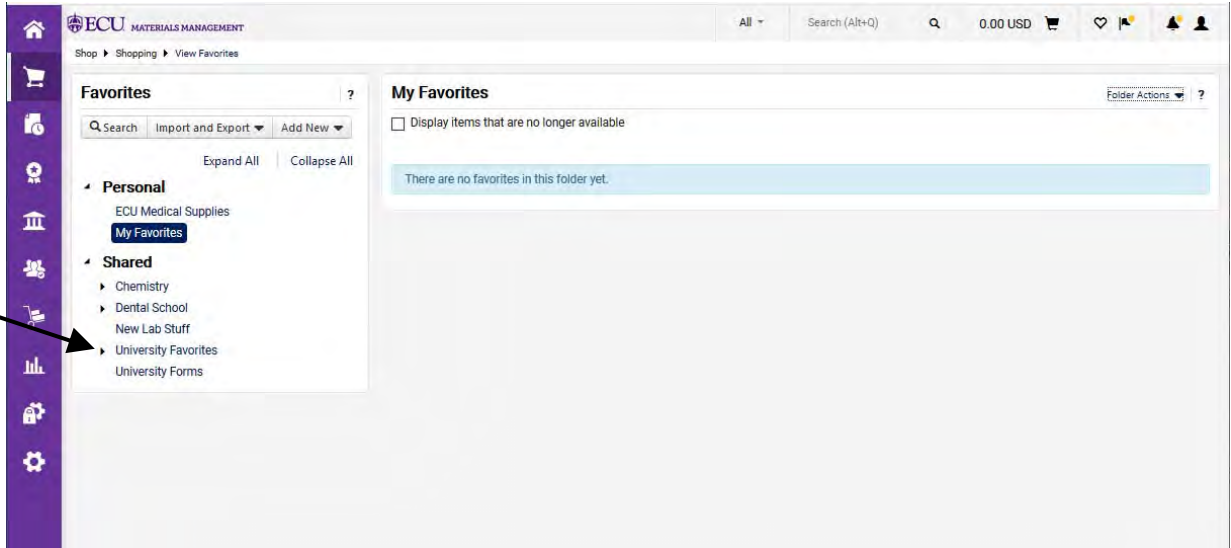 ECU MATERIALS MANAGEMENT
All
Search (Alt+Q)
0.00 USD
Shop
Shopping
View Favorites
Favorites
?
Search
Import and Export
Add New
Expand All
Collapse All
Personal
ECU Medical Supplies
My Favorites
Shared
Chemistry
Dental School
New Lab Stuff
University Favorites
University Forms
My Favorites
Folder Actions
?
Display items that are no longer available
There are no favorites in this folder yet.